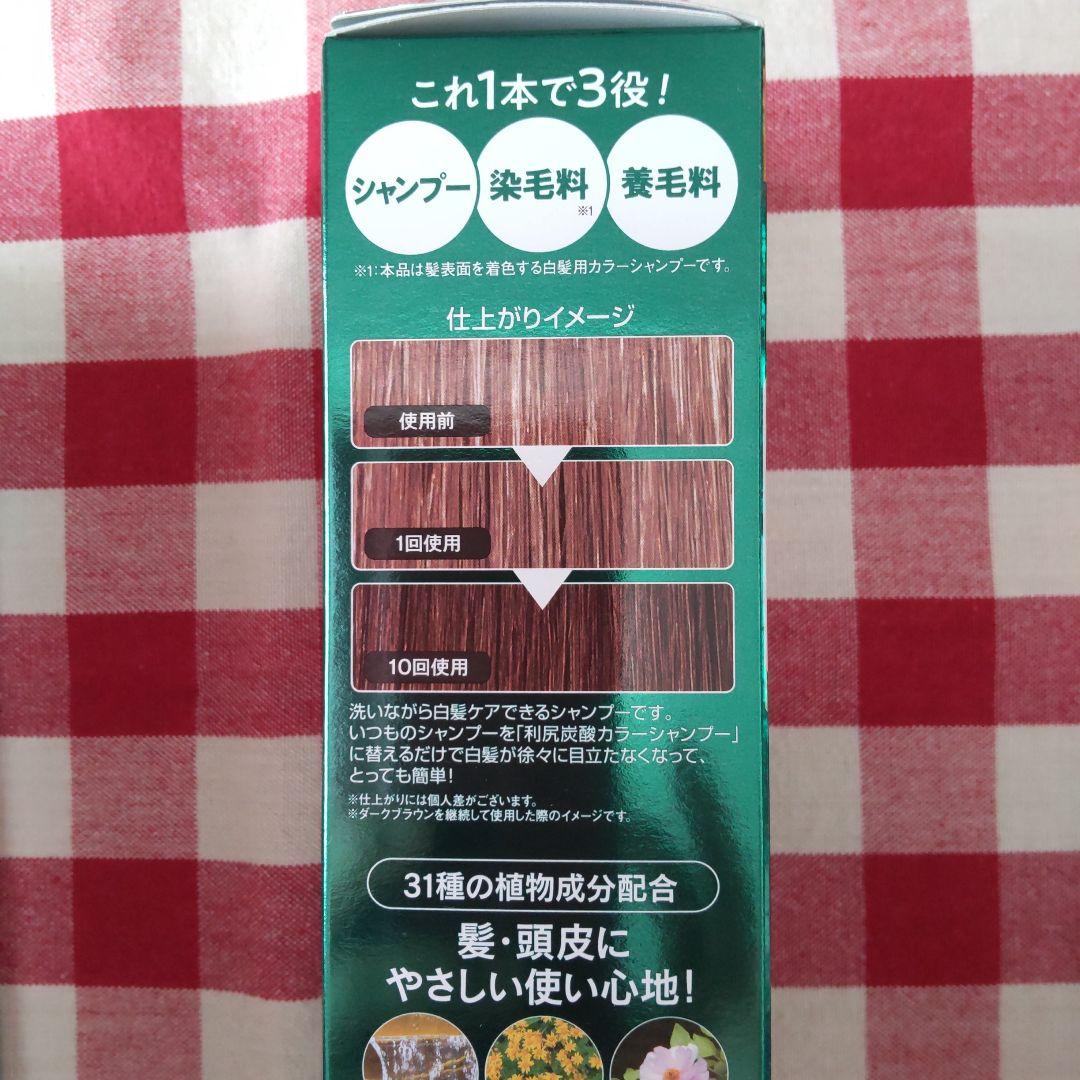 これ1本で3役！
シャンプー 染毛料※1 養毛料
※1：本品は髪表面を着色する白髪用カラーシャンプーです。
仕上がりイメージ
使用前
1回使用
10回使用
洗いながら白髪ケアできるシャンプーです。
いつものシャンプーを「利尻炭酸カラーシャンプー」
に替えるだけで白髪が徐々に目立たなくなって、
とっても簡単！
※仕上がりには個人差がございます。
※ダークブラウンを継続して使用した際のイメージです。
31種の植物成分配合
髪・頭皮に
やさしい使い心地！